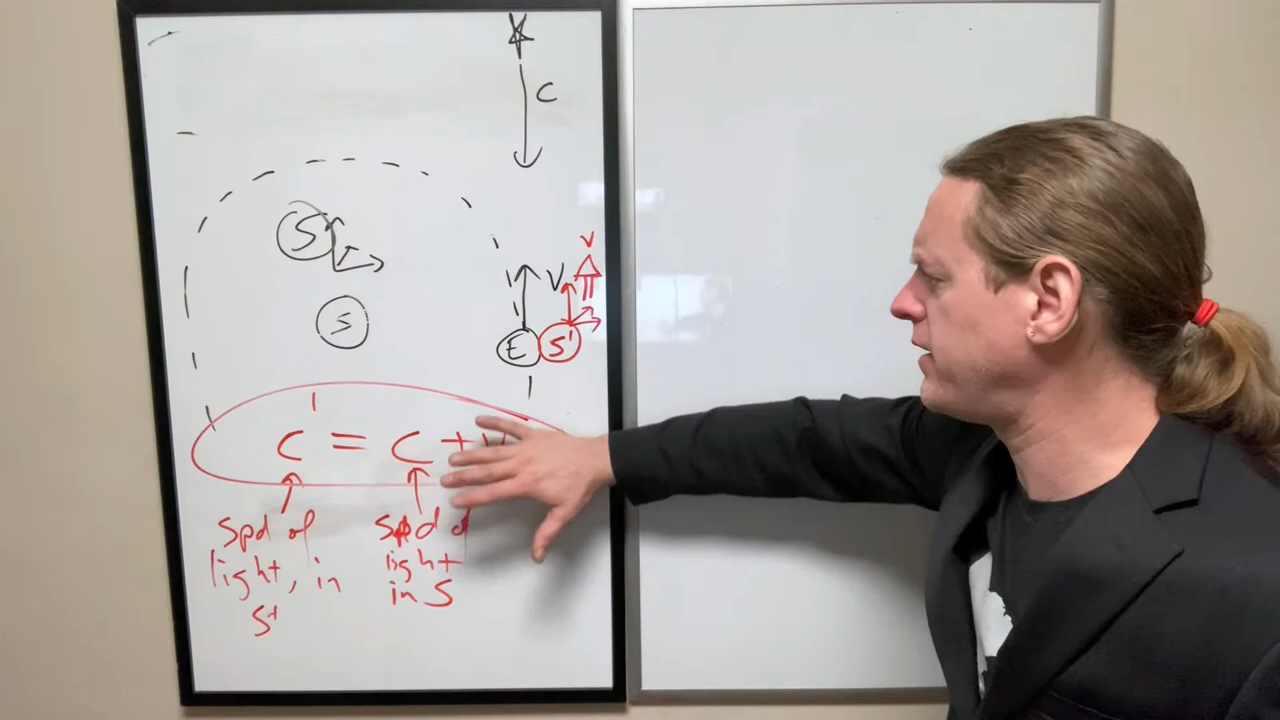 C
S
V
V
S
E
S'
C' = C + V
Spd of
light, in
S'
Spd of
light
in S